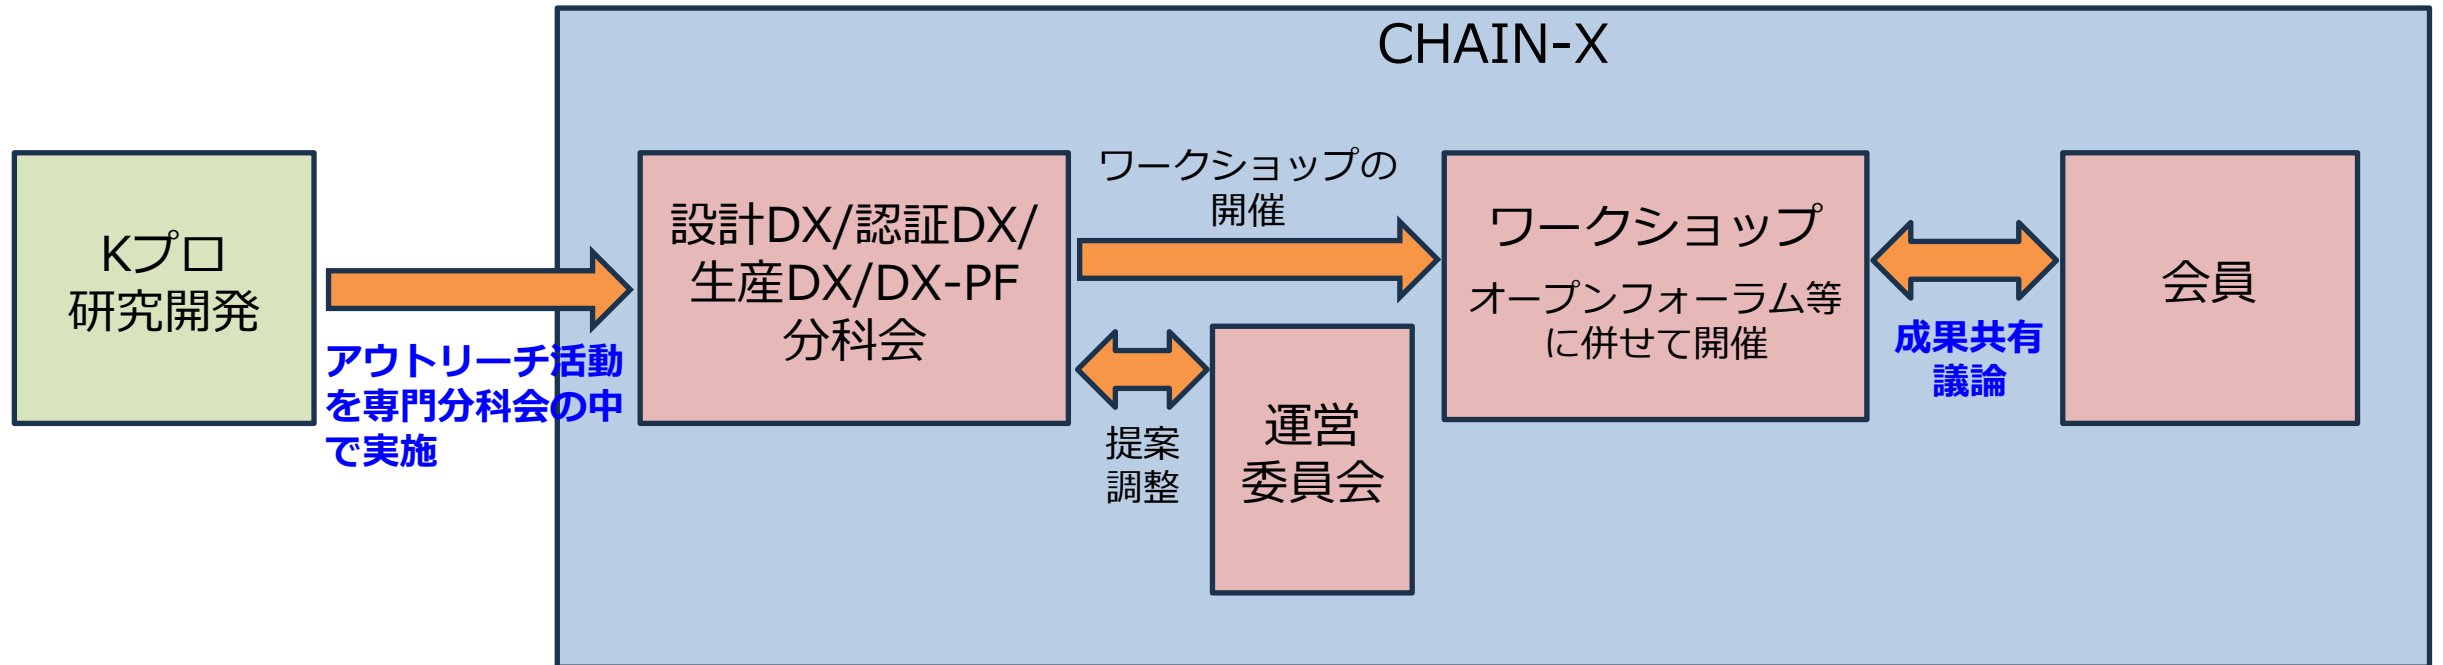 CHAIN-X
Kプロ
研究開発
アウトリーチ活動
を専門分科会の中
で実施
設計DX/認証DX/
生産DX/DX-PF
分科会
ワークショップの
開催
提案
調整
運営
委員会
ワークショップ
オープンフォーラム等
に併せて開催
成果共有
議論
会員